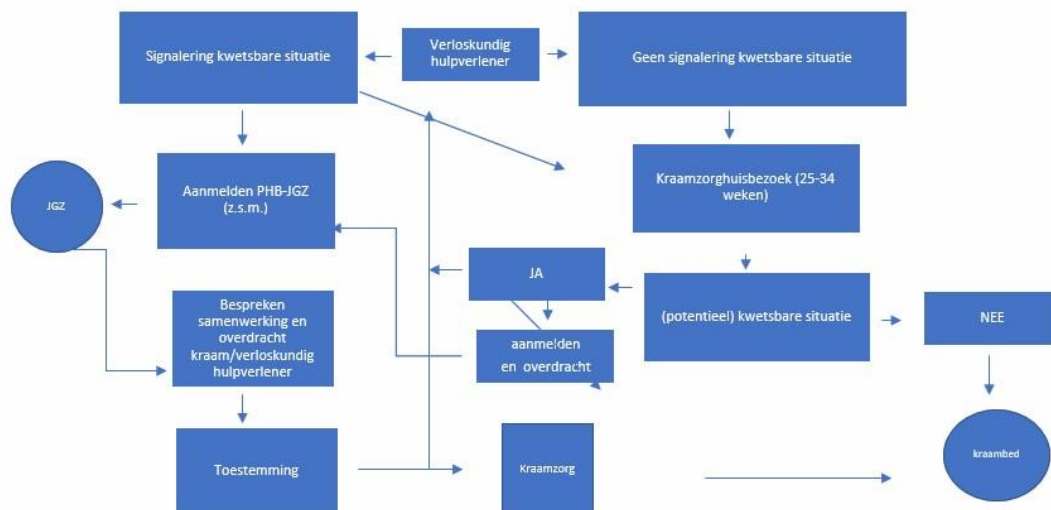 Signalering kwetsbare situatie
Verloskundig
hulpverlener
Geen signalering kwetsbare situatie
Aanmelden PHB-JGZ
(z.s.m.)
JGZ
Kraamzorghuisbezoek (25-34
weken)
JA
(potentieel) kwetsbare situatie
NEE
Bespreken
samenwerking en
overdracht
kraam/verloskundig
hulpverlener
aanmelden
en overdracht
Toestemming
Kraamzorg
kraambed